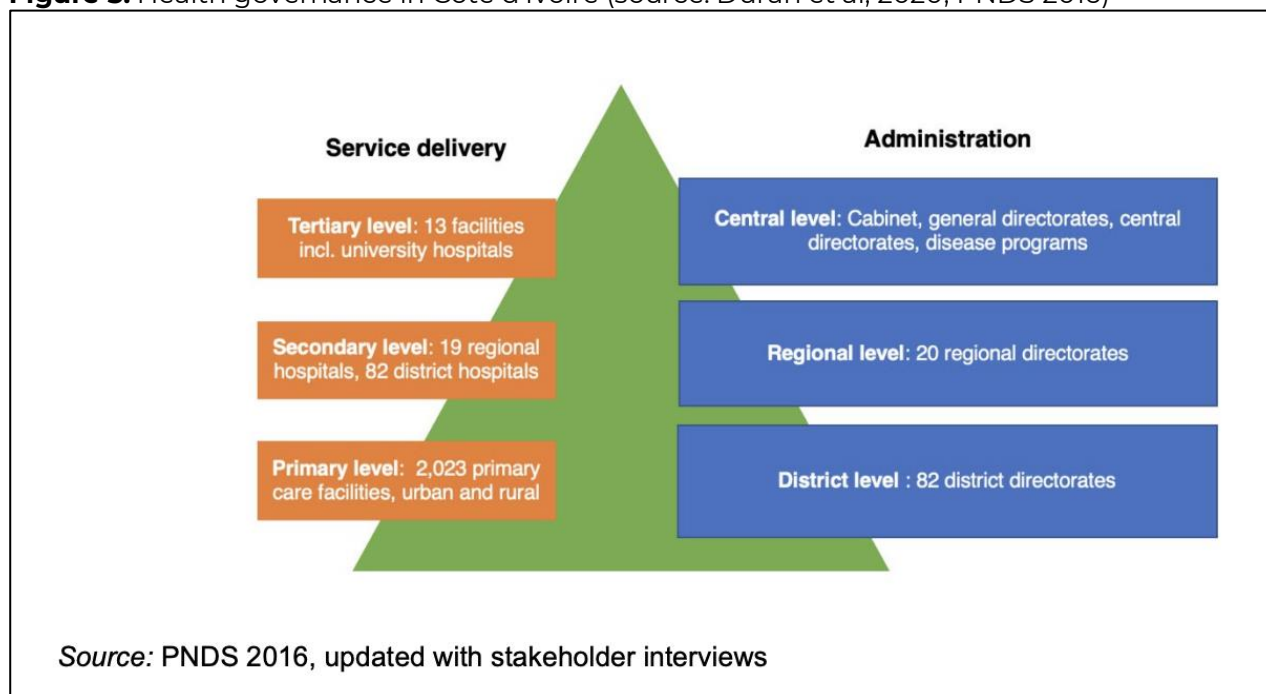 Service delivery
Administration
Tertiary level: 13 facilities
incl. university hospitals
Central level: Cabinet, general directorates, central
directorates, disease programs
Secondary level: 19 regional
hospitals, 82 district hospitals
Regional level: 20 regional directorates
Primary level: 2,023 primary
care facilities, urban and rural
District level : 82 district directorates
Source: PNDS 2016, updated with stakeholder interviews